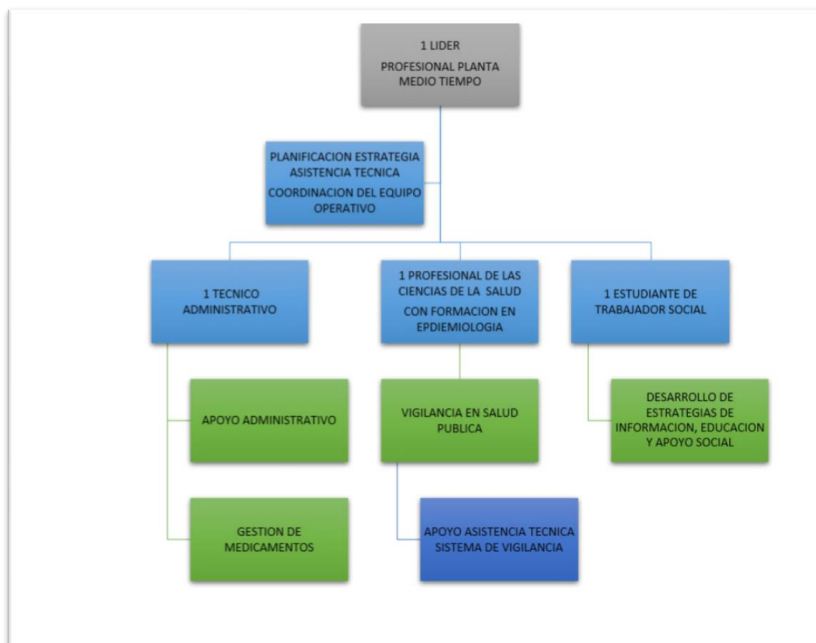 1 LIDER
PROFESIONAL PLANTA
MEDIO TIEMPO
PLANIFICACION ESTRATEGIA
ASISTENCIA TECNICA
COORDINACION DEL EQUIPO
OPERATIVO
1 TECNICO
ADMINISTRATIVO
1 PROFESIONAL DE LAS
CIENCIAS DE LA SALUD
CON FORMACION EN
EPDIEMIOLOGIA
1 ESTUDIANTE DE
TRABAJADOR SOCIAL
APOYO ADMINISTRATIVO
VIGILANCIA EN SALUD
PUBLICA
DESARROLLO DE
ESTRATEGIAS DE
INFORMACION, EDUCACION
Y APOYO SOCIAL
GESTION DE
MEDICAMENTOS
APOYO ASISTENCIA TECNICA
SISTEMA DE VIGILANCIA